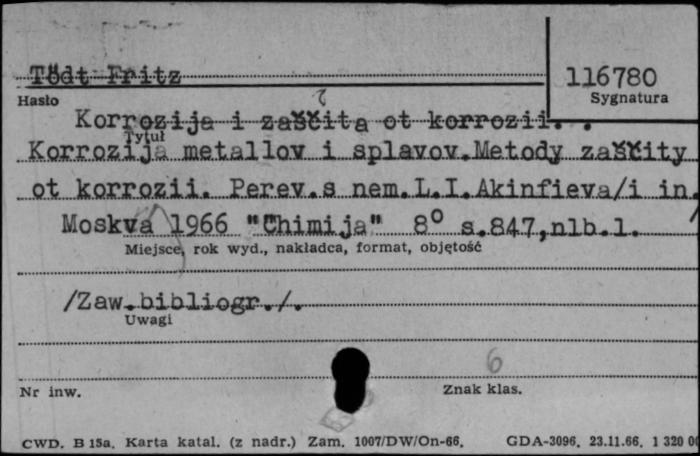 Tödt Fritz
116780
Hasło
Sygnatura
Korrozija i zaščita ot korrozii. .
Tytuł
Korrozija metallov i splavov.Metody zaščity
ot korrozii. Perev.s nem.L.I.Akinfieva/i in.
/
Moskva 1966 "Chimija" 8⁰ s.847,nlb.l.
Miejsce, rok wyd., nakładca, format, objętość
/Zaw.bibliogr./.
Uwagi
6
Nr inw.
Znak klas.
CWD. B 15a. Karta katal. (z nadr.) Zam. 1007/DW/On-66. GDA-3096. 23.11.66. 1 320 00